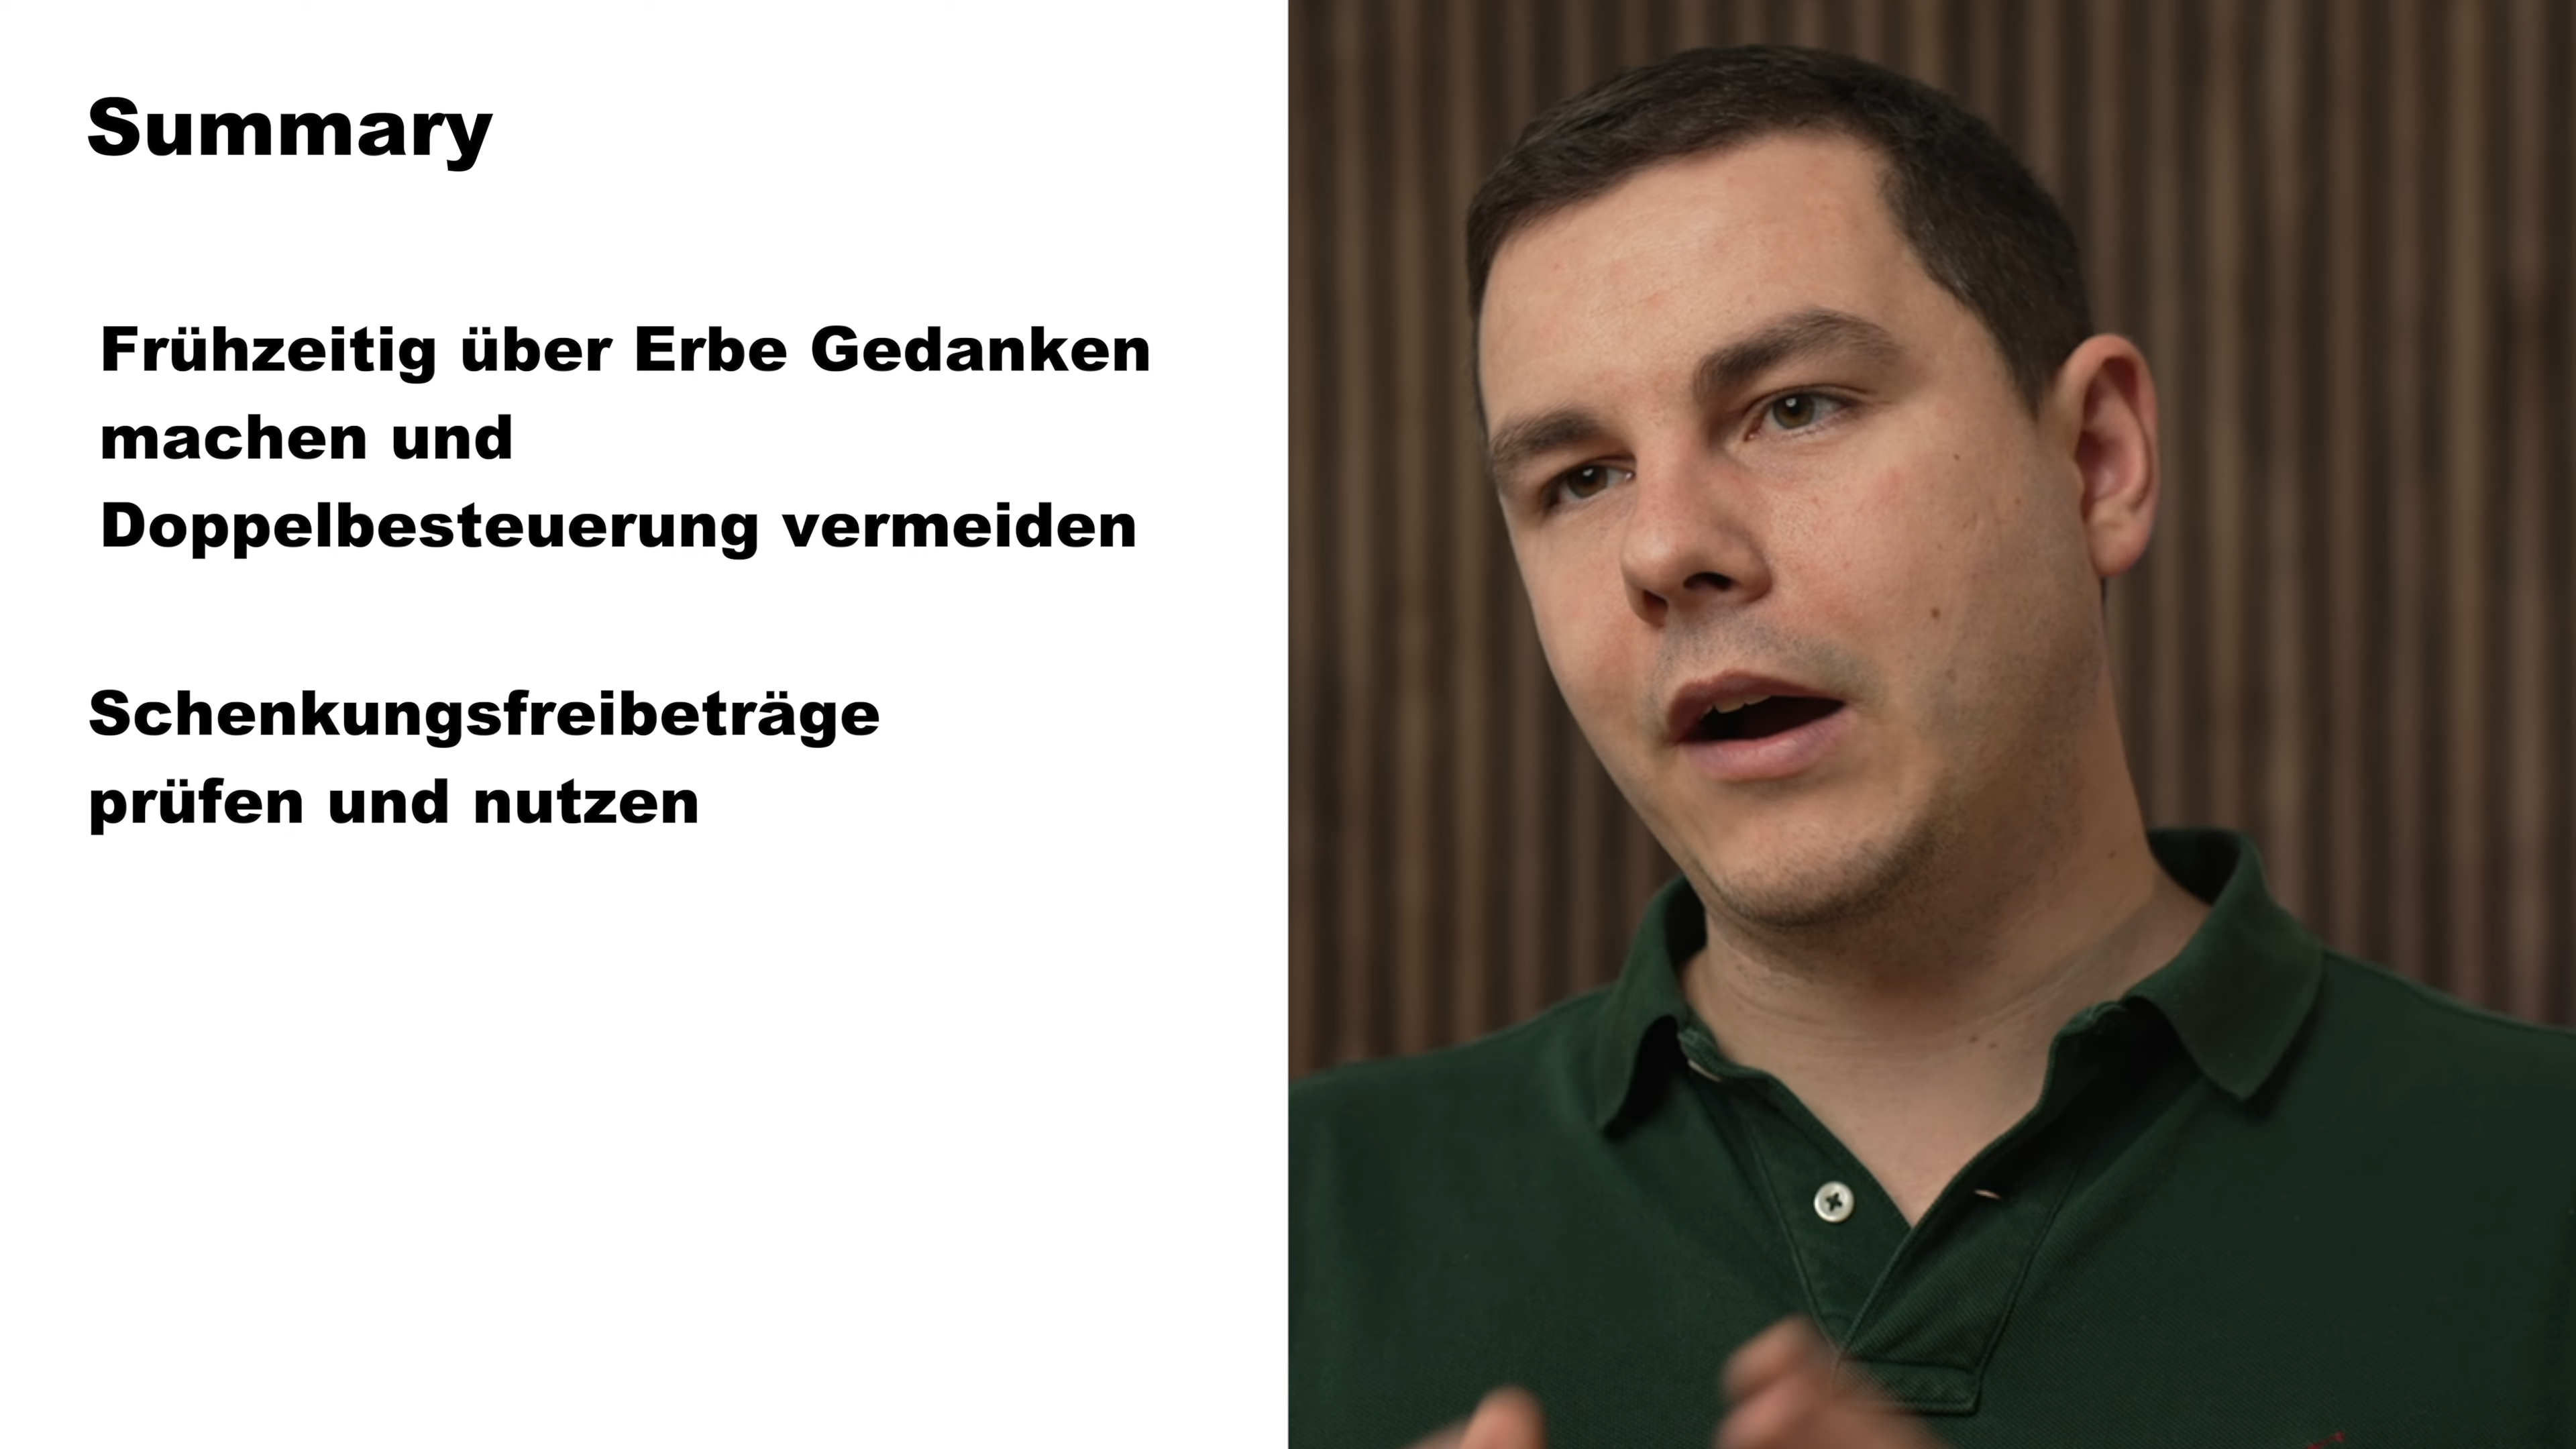 Summary
Frühzeitig über Erbe Gedanken
machen und
Doppelbesteuerung vermeiden
Schenkungsfreibeträge
prüfen und nutzen